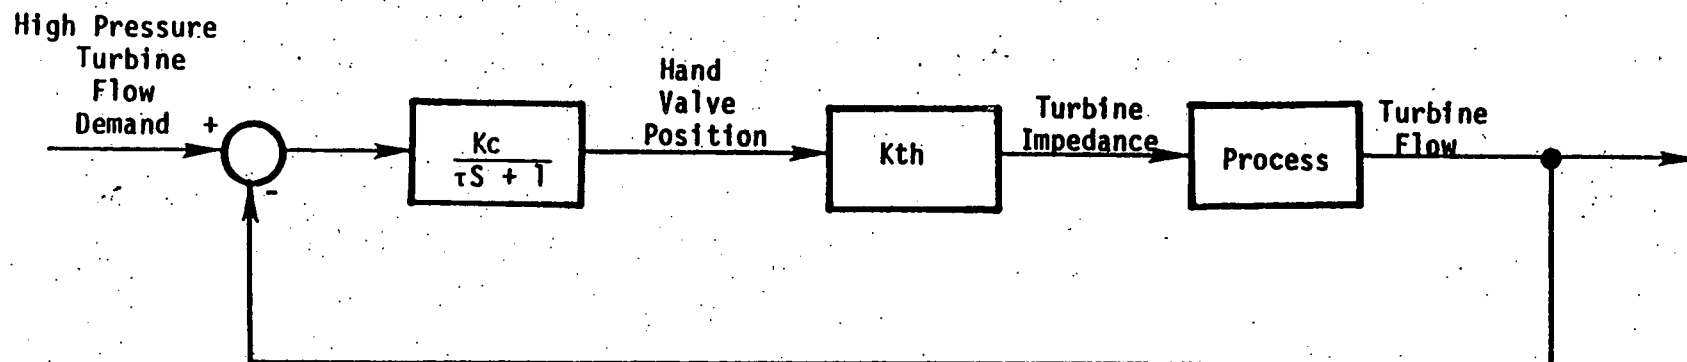 High Pressure
Turbine
Flow
Demand
+
-
Kc
τS + 1
Hand
Valve
Position
Kth
Turbine
Impedance
Process
Turbine
Flow